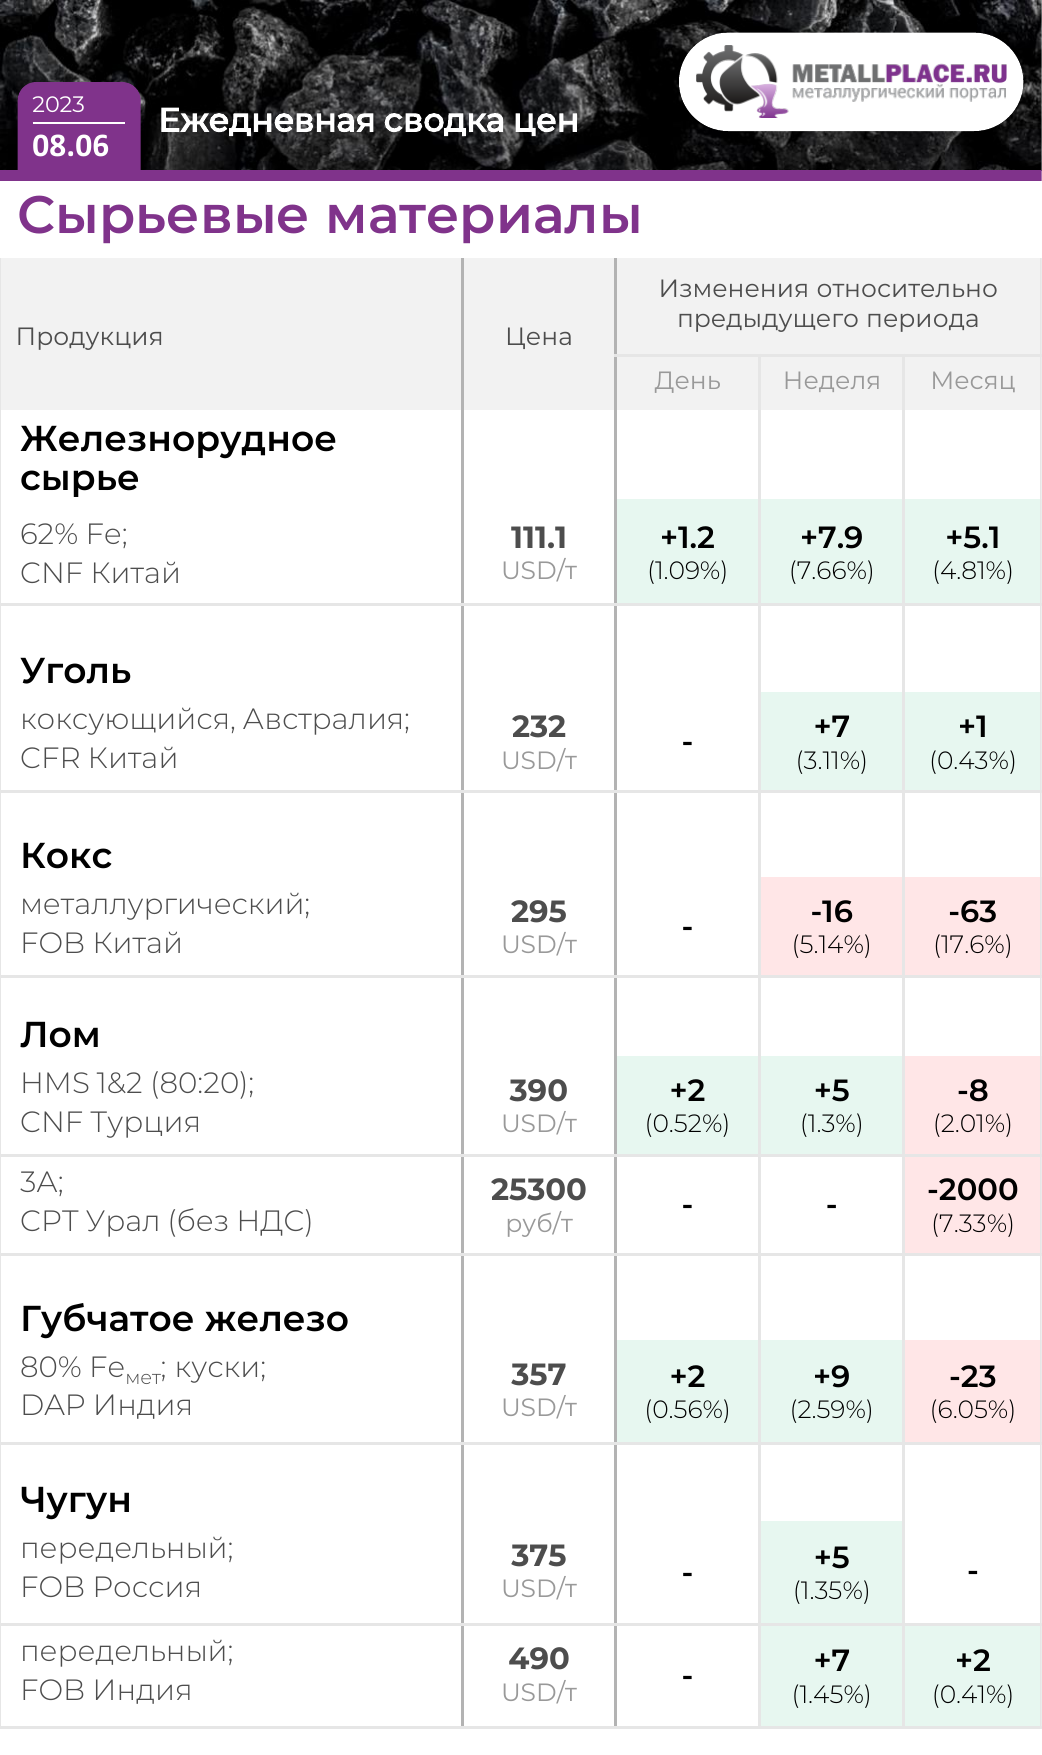 2023
08.06
Ежедневная сводка цен
METALLPLACE.RU
металлургический портал
Сырьевые материалы
Продукция
Цена
Изменения относительно
предыдущего периода
День
Неделя
Месяц
Железнорудное
сырье
62% Fe;
CNF Китай
111.1
USD/т
+1.2
(1.09%)
+7.9
(7.66%)
+5.1
(4.81%)
Уголь
коксующийся, Австралия;
CFR Китай
232
USD/т
-
+7
(3.11%)
+1
(0.43%)
Кокс
металлургический;
FOB Китай
295
USD/т
-
-16
(5.14%)
-63
(17.6%)
Лом
HMS 1&2 (80:20);
CNF Турция
390
USD/т
+2
(0.52%)
+5
(1.3%)
-8
(2.01%)
3А;
CPT Урал (без НДС)
25300
руб/т
-
-
-2000
(7.33%)
Губчатое железо
80% Feмет; куски;
DAP Индия
357
USD/т
+2
(0.56%)
+9
(2.59%)
-23
(6.05%)
Чугун
передельный;
FOB Россия
375
USD/т
-
+5
(1.35%)
-
передельный;
FOB Индия
490
USD/т
-
+7
(1.45%)
+2
(0.41%)